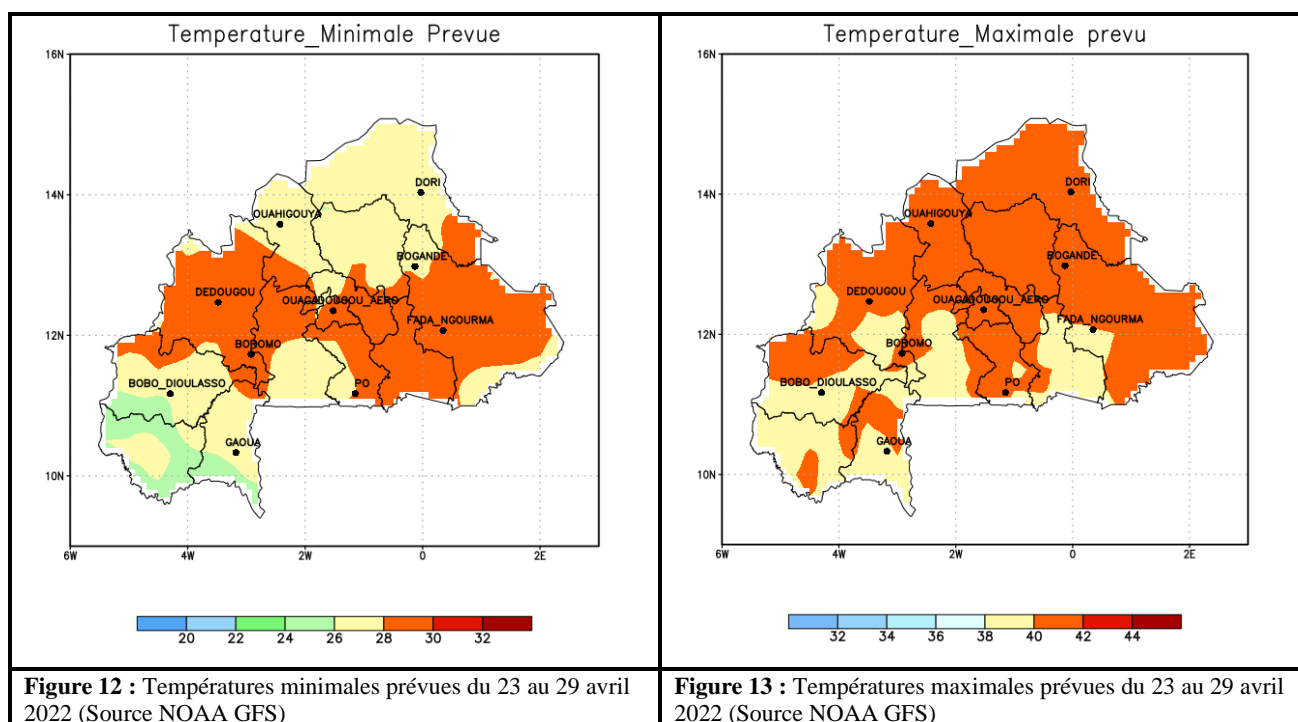 Temperature_Minimale Prevue
16N
14N
12N
10N
6W
4W
2W
0
2E
DORI
OUAHIGOUYA
BOGANDE
DEDOUGOU
OUAGADOUGOU_AERO
FADA_NGOURMA
BOROMO
BOBO_DIOULASSO
PO
GAOUA
20
22
24
26
28
30
32
Figure 12 : Températures minimales prévues du 23 au 29 avril
2022 (Source NOAA GFS)
Temperature_Maximale prevu
16N
14N
12N
10N
6W
4W
2W
0
2E
DORI
OUAHIGOUYA
BOGANDE
DEDOUGOU
OUAGADOUGOU_AERO
FADA_NGOURMA
BOROMO
BOBO_DIOULASSO
PO
GAOUA
32
34
36
38
40
42
44
Figure 13 : Températures maximales prévues du 23 au 29 avril
2022 (Source NOAA GFS)